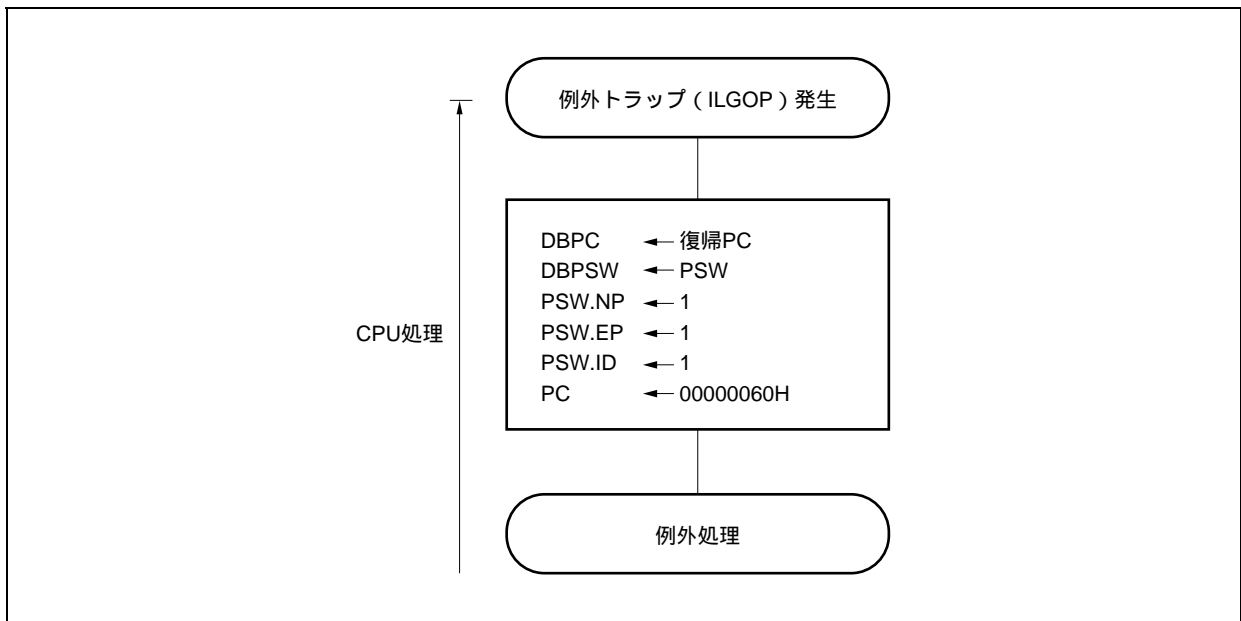 例外トラップ（ILGOP）発生
DBPC ← 復帰PC
DBPSW ← PSW
PSW.NP ← 1
PSW.EP ← 1
CPU処理
PSW.ID ← 1
PC ← 00000060H
例外処理